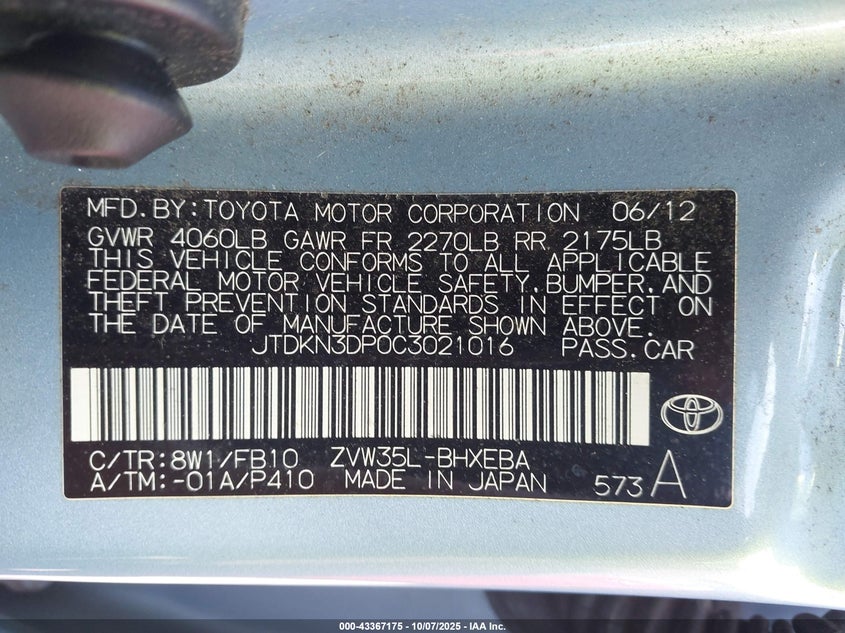 MFD.BY:TOYOTA MOTOR CORPORATION 06/12
GVWR 4060LB GAWR FR 2270LB RR 2175LB
THIS VEHICLE CONFORMS TO ALL APPLICABLE
FEDERAL MOTOR VEHICLE SAFETY,BUMPER,AND
THEFT PREVENTION STANDARDS IN EFFECT ON
THE DATE OF MANUFACTURE SHOWN ABOVE.
JTDKN3DP0C3021016 PASS.CAR
C/TR:8W1/FB10 ZVW35L-BHXEBA
A/TM:-01A/P410 MADE IN JAPAN 573 A
000-43367175 - 10/07/2025 - IAA Inc.